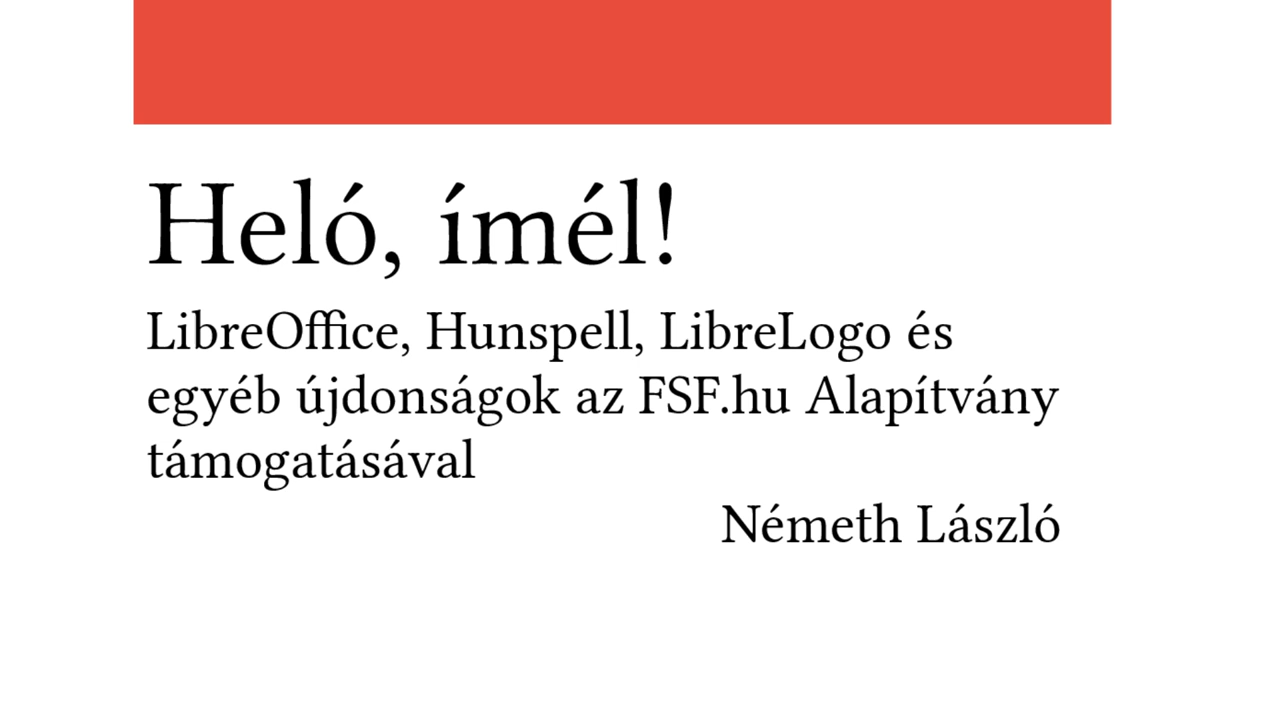 Heló, ímél!
LibreOffice, Hunspell, LibreLogo és
egyéb újdonságok az FSF.hu Alapítvány
támogatásával
Németh László